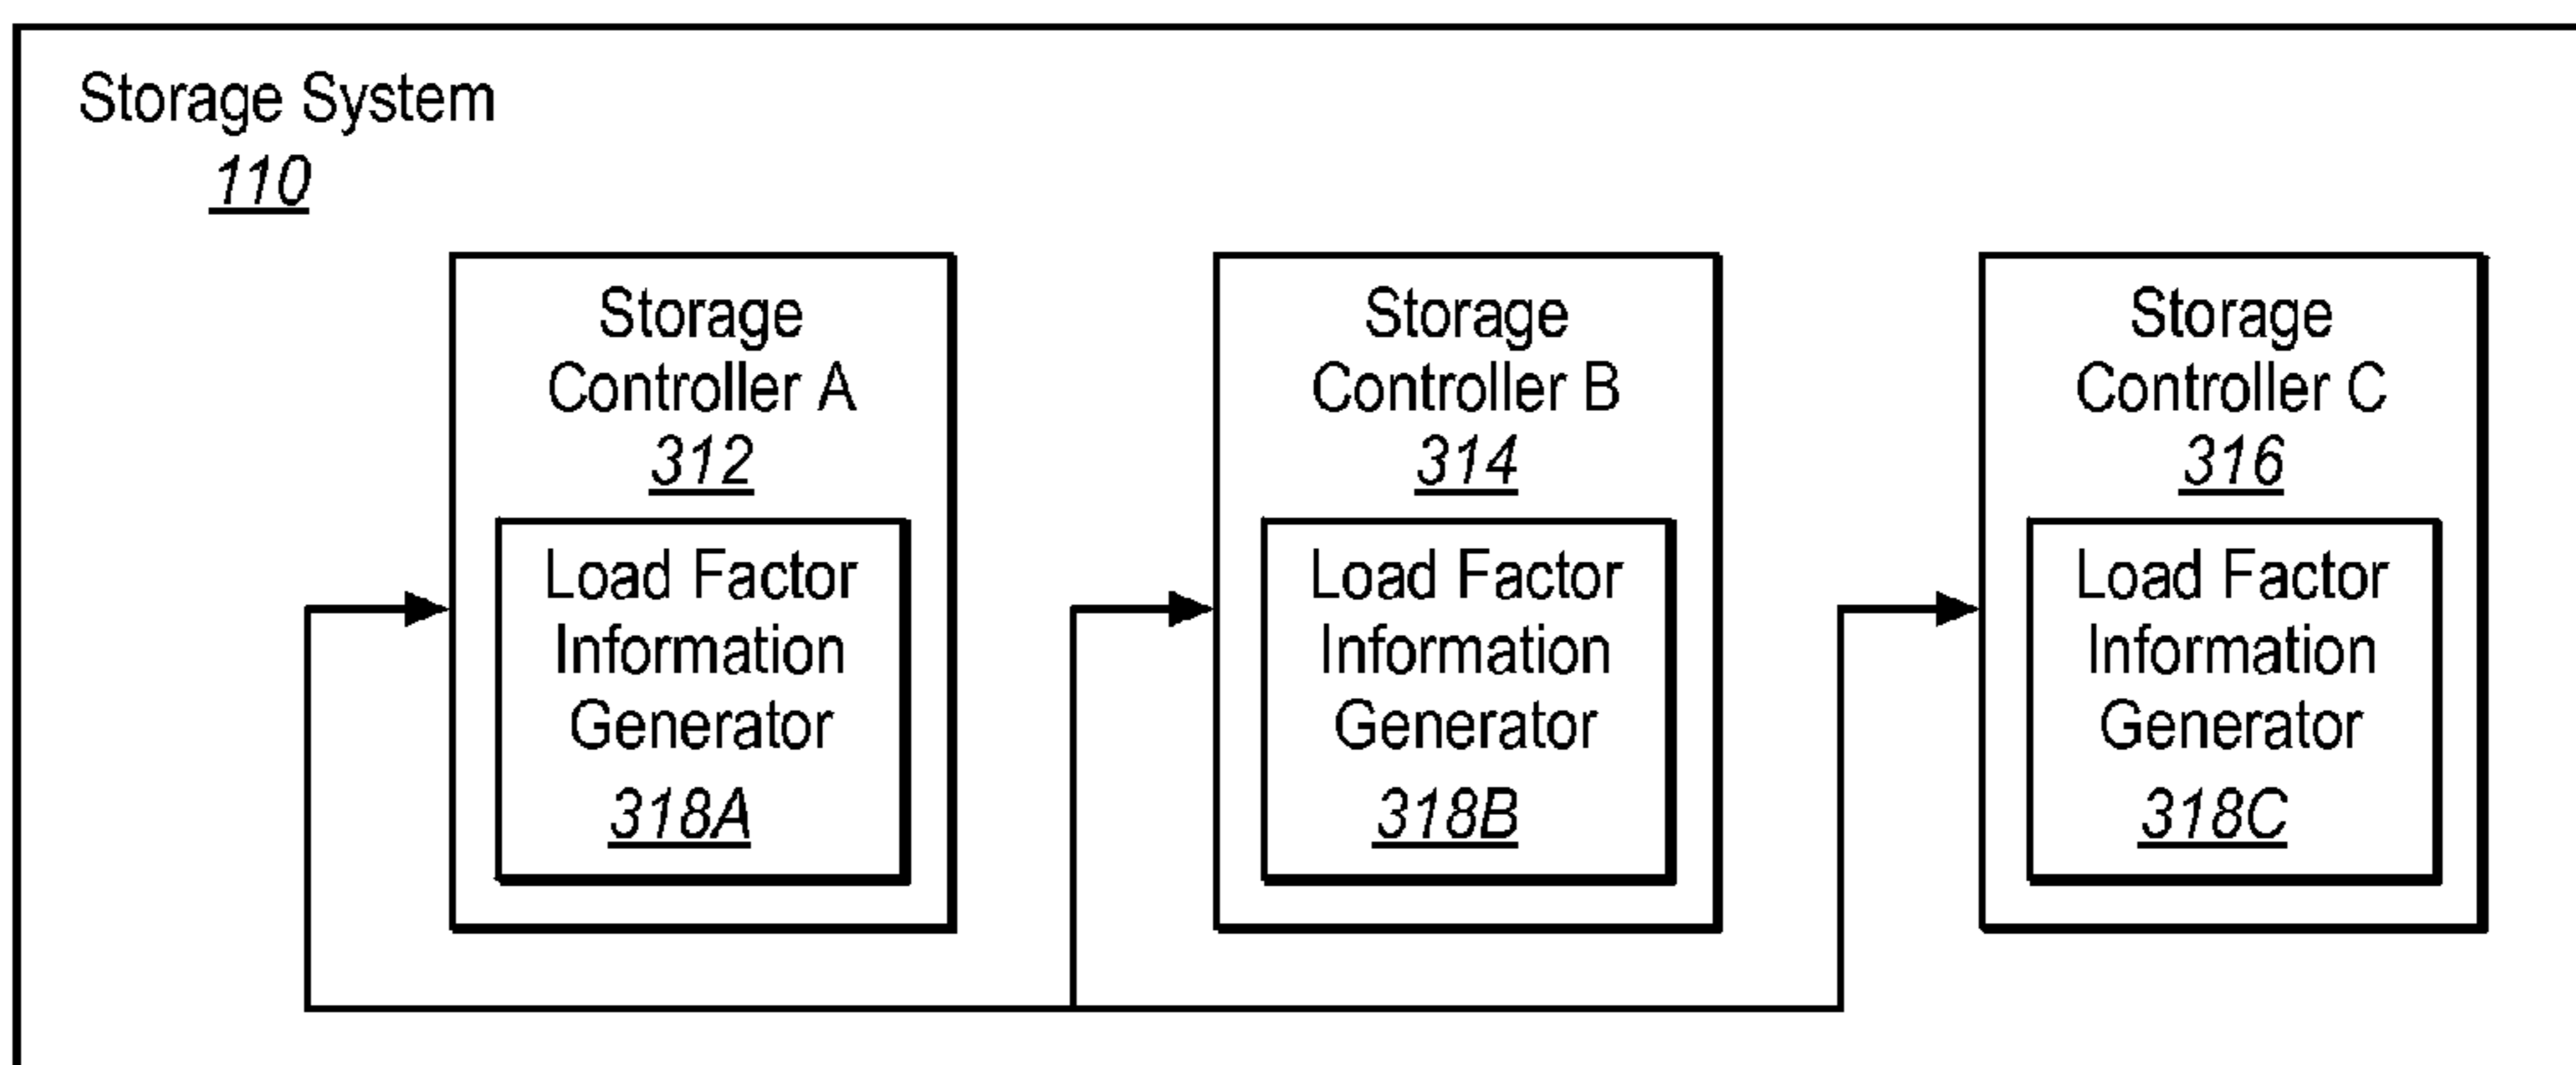 Storage System
110
Storage
Controller A
312
Load Factor
Information
Generator
318A
Storage
Controller B
314
Load Factor
Information
Generator
318B
Storage
Controller C
316
Load Factor
Information
Generator
318C